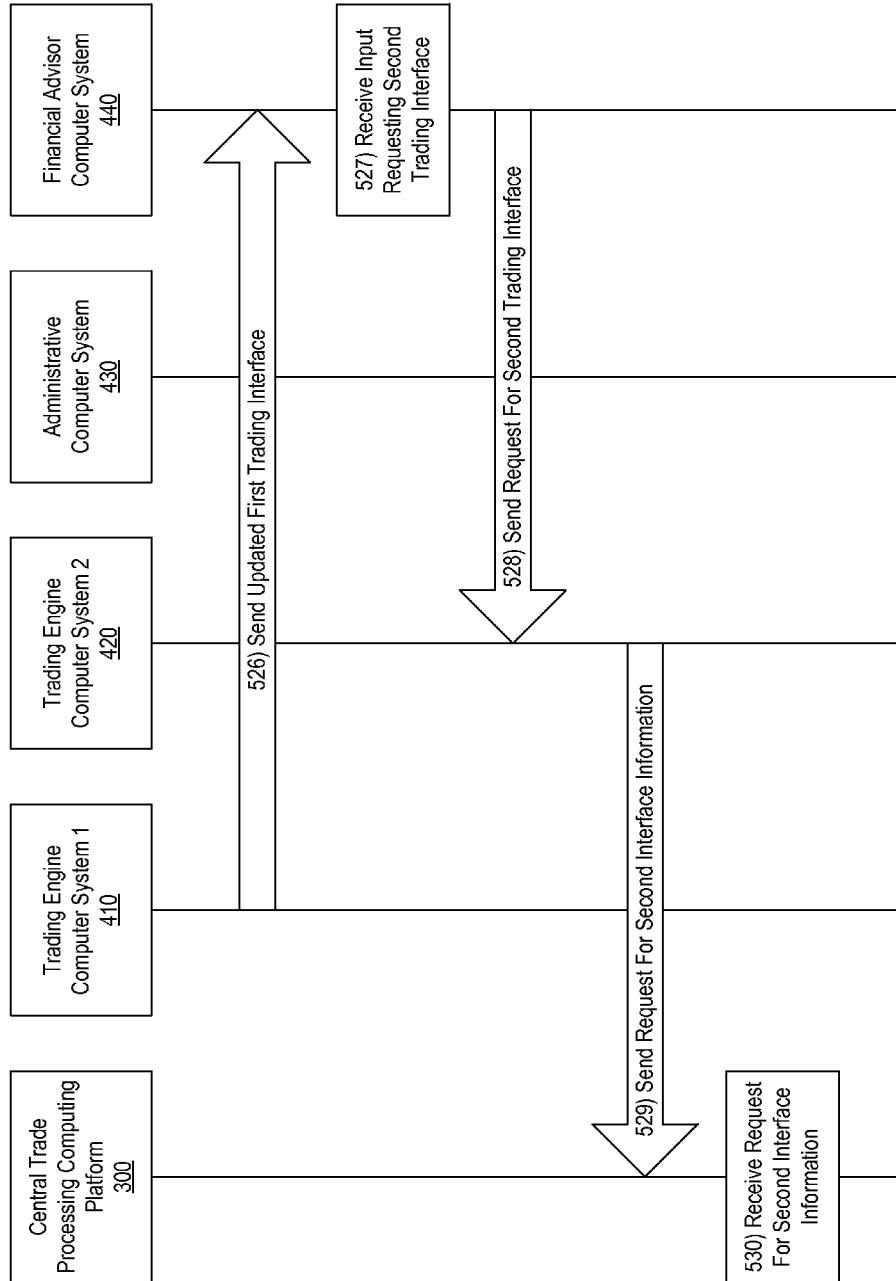 Central Trade
Processing Computing
Platform
300
Trading Engine
Computer System 1
410
Trading Engine
Computer System 2
420
Administrative
Computer System
430
Financial Advisor
Computer System
440
526) Send Updated First Trading Interface
527) Receive Input
Requesting Second
Trading Interface
528) Send Request For Second Trading Interface
529) Send Request For Second Interface Information
530) Receive Request
For Second Interface
Information